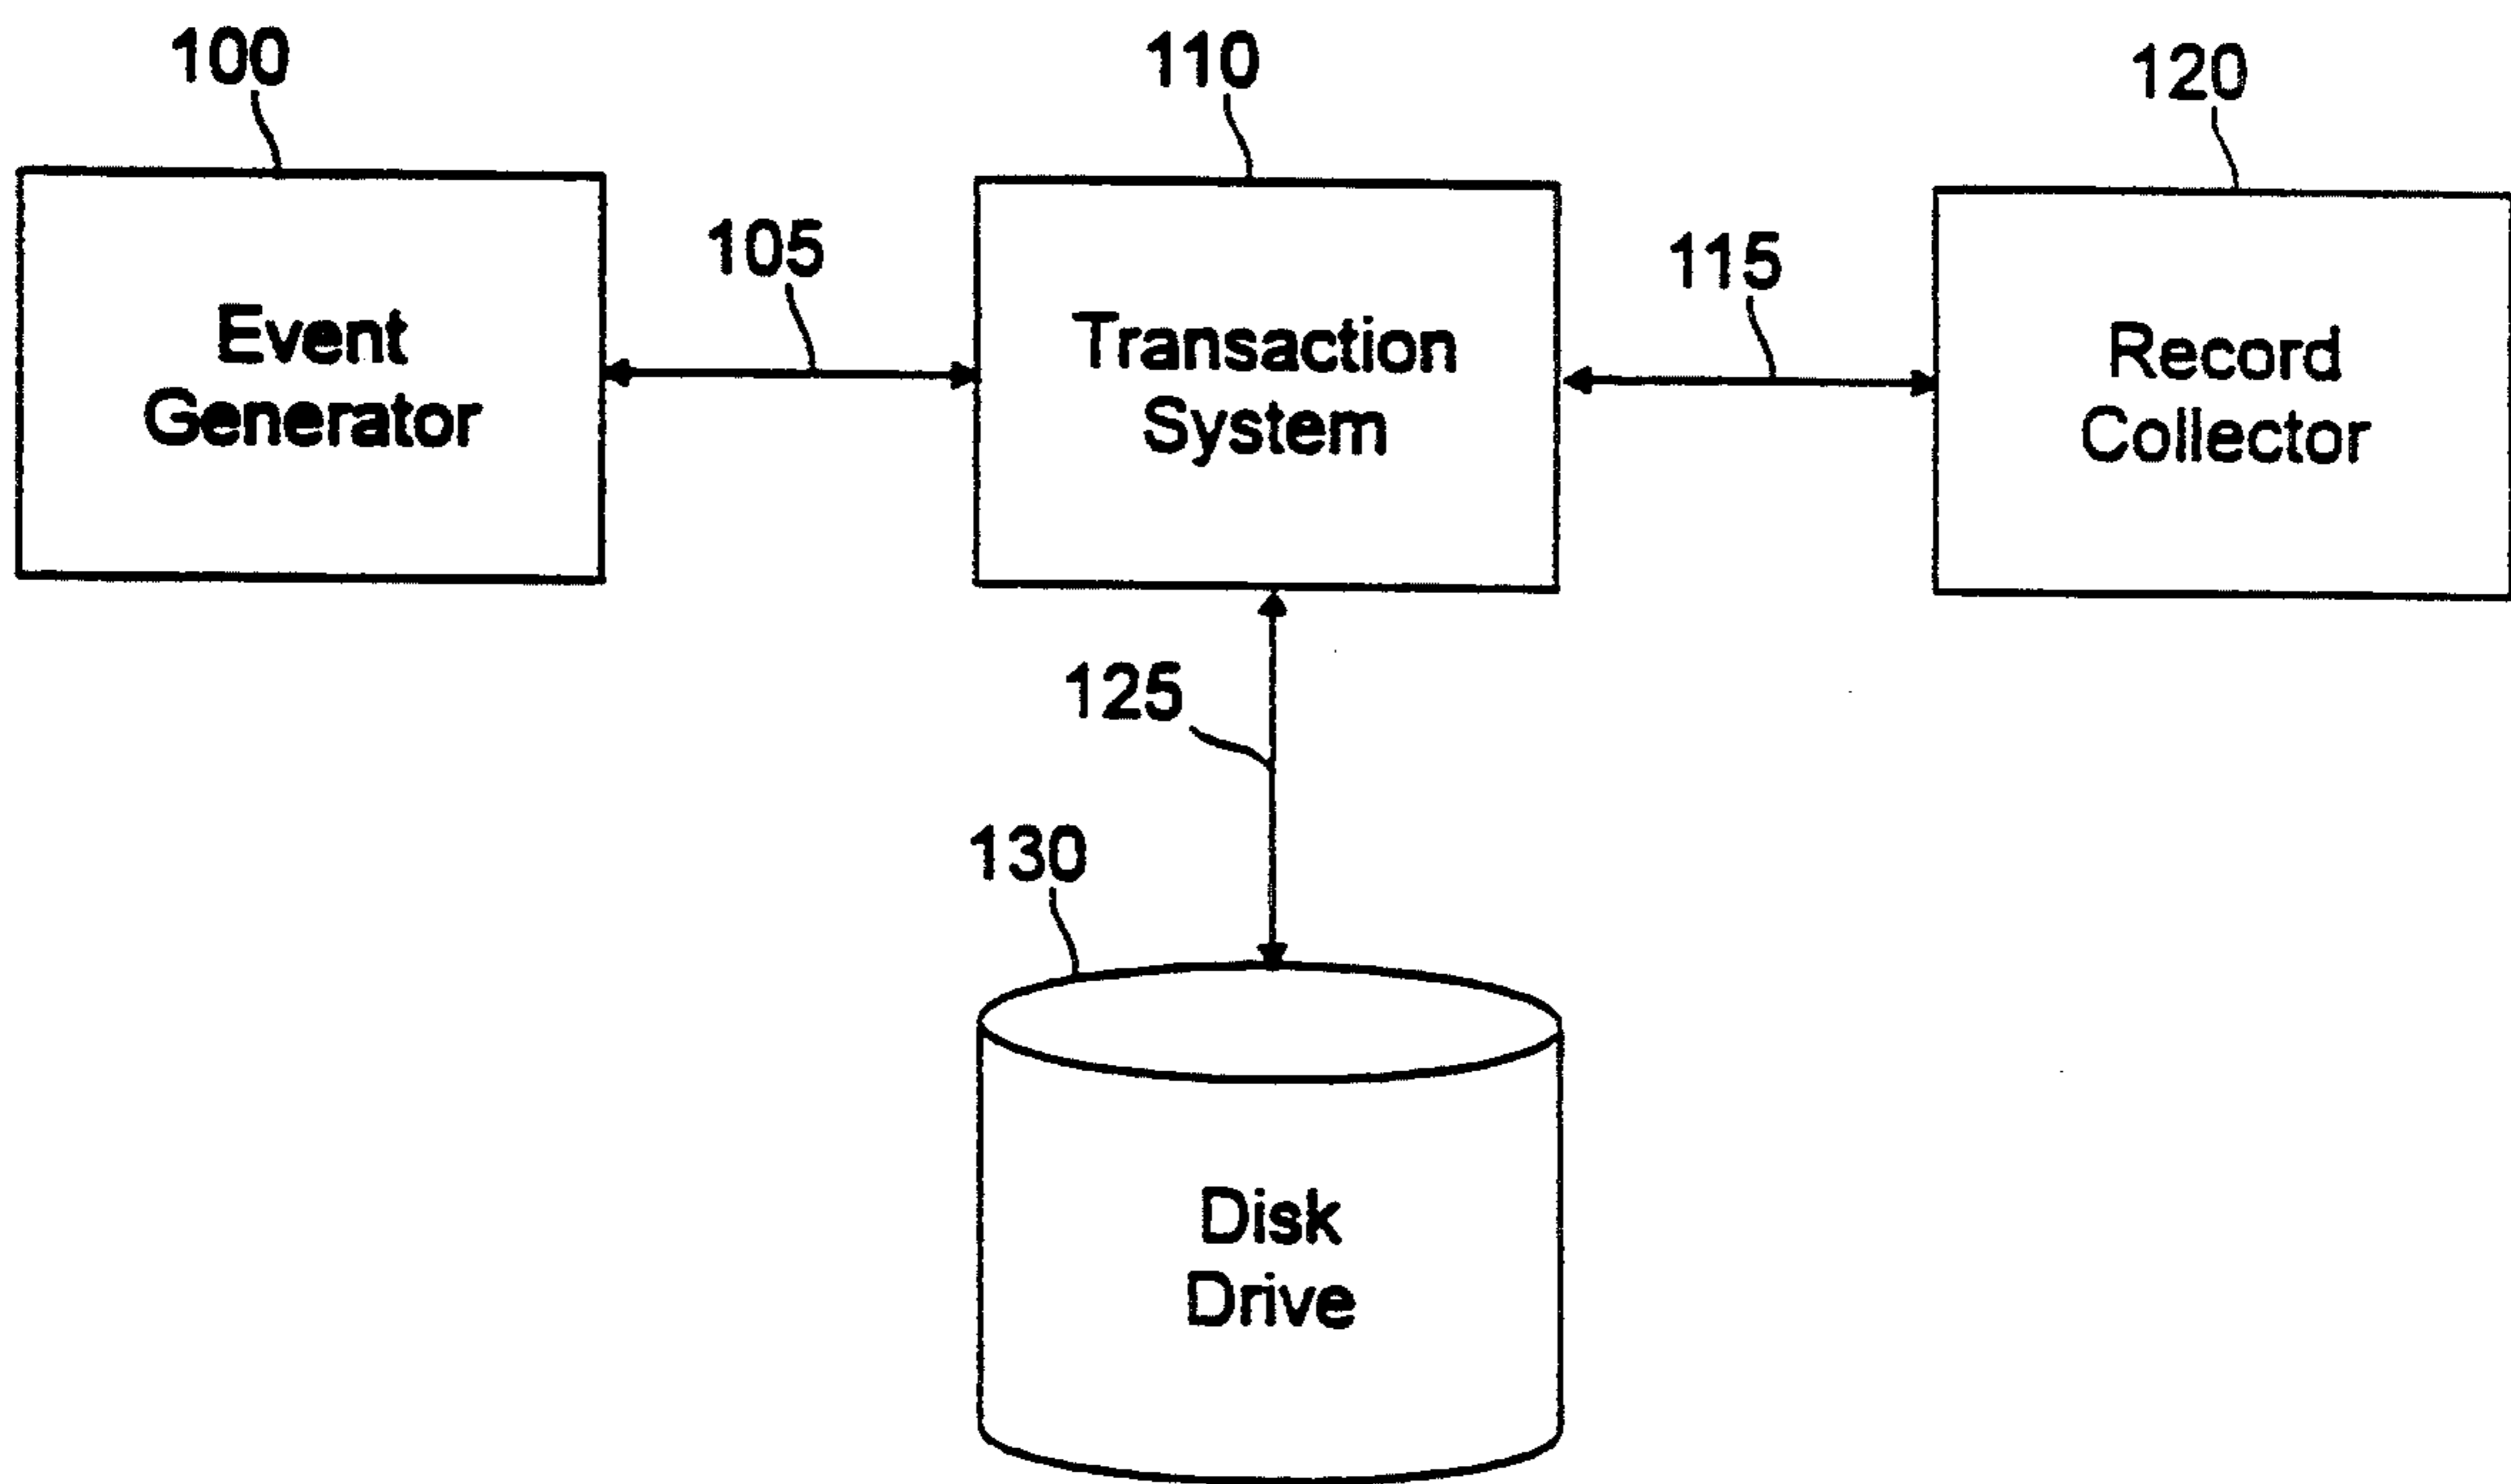 100
110
120
105
115
Event
Generator
Transaction
System
Record
Collector
125
130
Disk
Drive